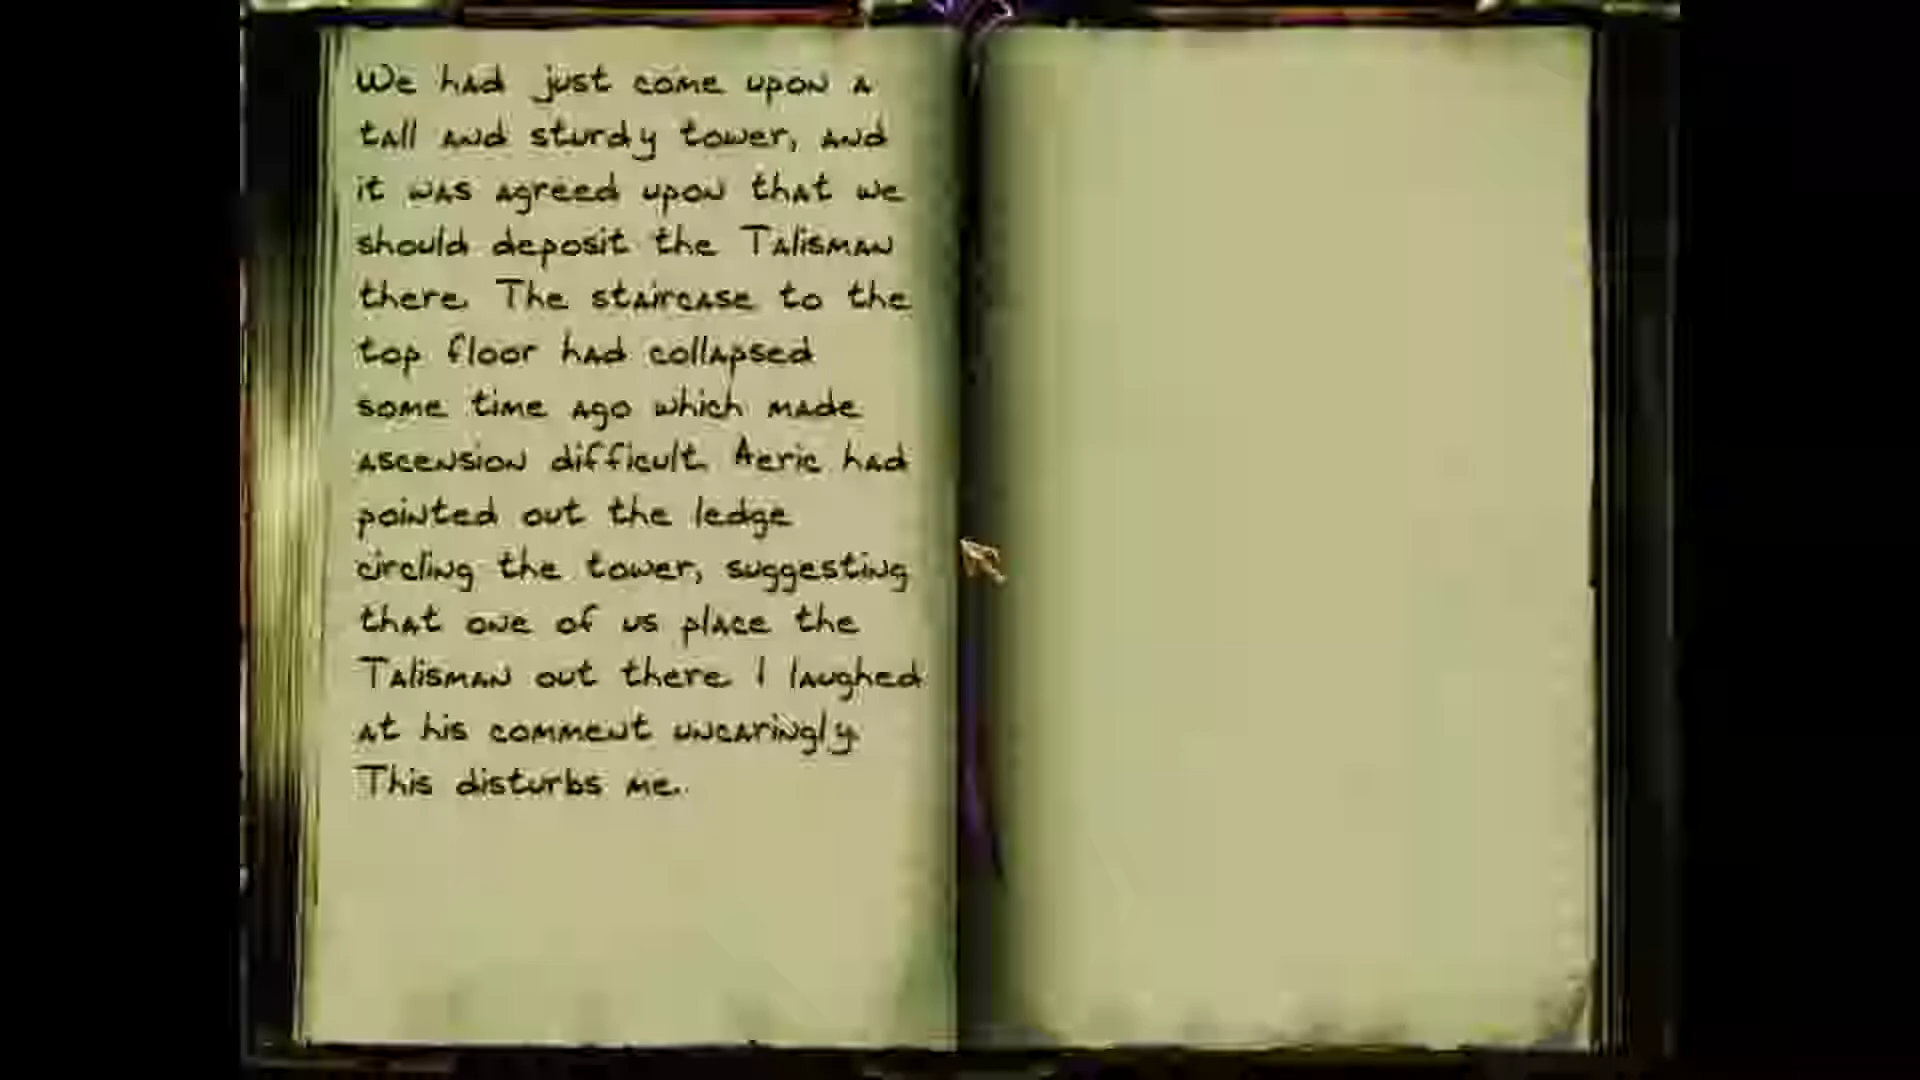 We had just come upon a
tall and sturdy tower, and
it was agreed upon that we
should deposit the Talisman
there. The staircase to the
top floor had collapsed
some time ago which made
ascension difficult. Aeric had
pointed out the ledge
circling the tower, suggesting
that one of us place the
Talisman out there. I laughed
at his comment uncaringly.
This disturbs me.